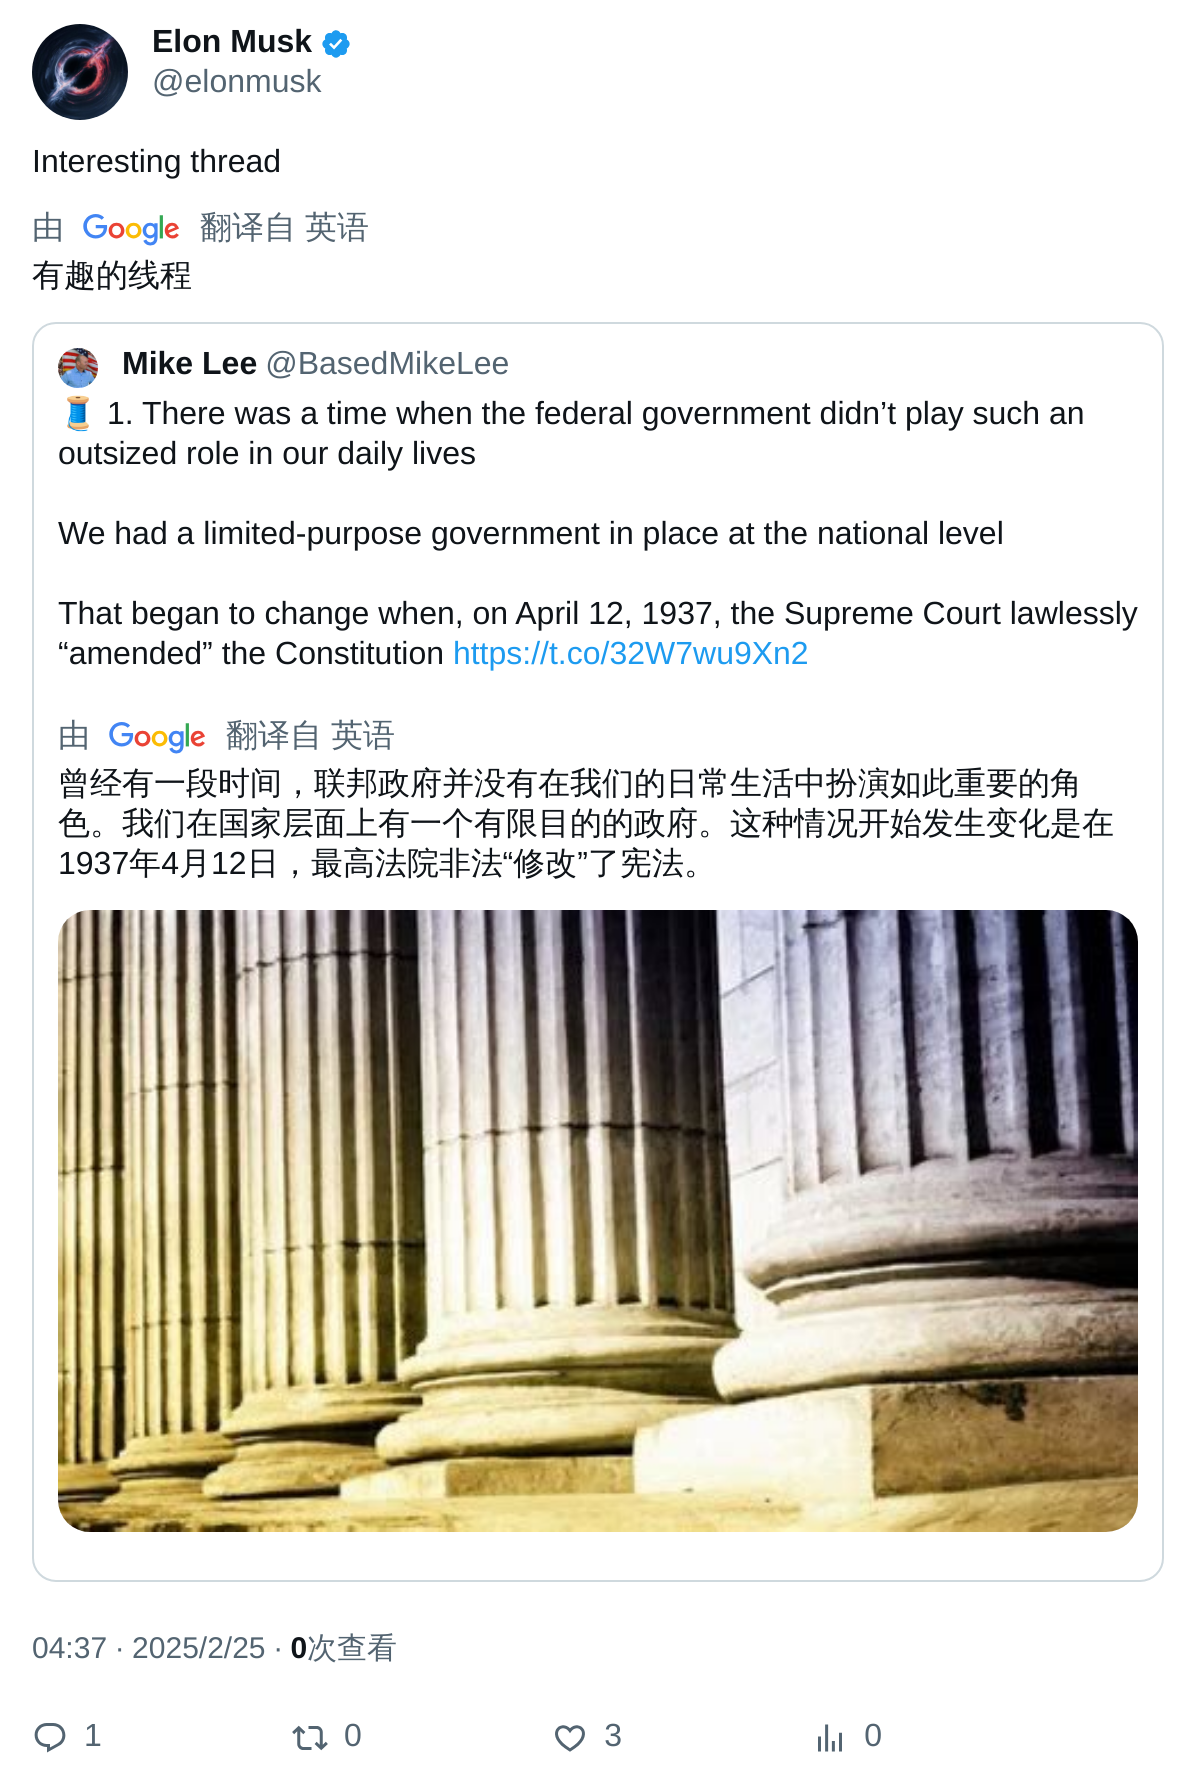 Elon Musk
@elonmusk
Interesting thread
由 Google 翻译自 英语
有趣的线程
Mike Lee @BasedMikeLee
🧵 1. There was a time when the federal government didn’t play such an
outsized role in our daily lives
We had a limited-purpose government in place at the national level
That began to change when, on April 12, 1937, the Supreme Court lawlessly
“amended” the Constitution https://t.co/32W7wu9Xn2
由 Google 翻译自 英语
曾经有一段时间，联邦政府并没有在我们的日常生活中扮演如此重要的角
色。我们在国家层面上有一个有限目的的政府。这种情况开始发生变化是在
1937年4月12日，最高法院非法“修改”了宪法。
04:37 · 2025/2/25 · 0次查看
1 0 3 0